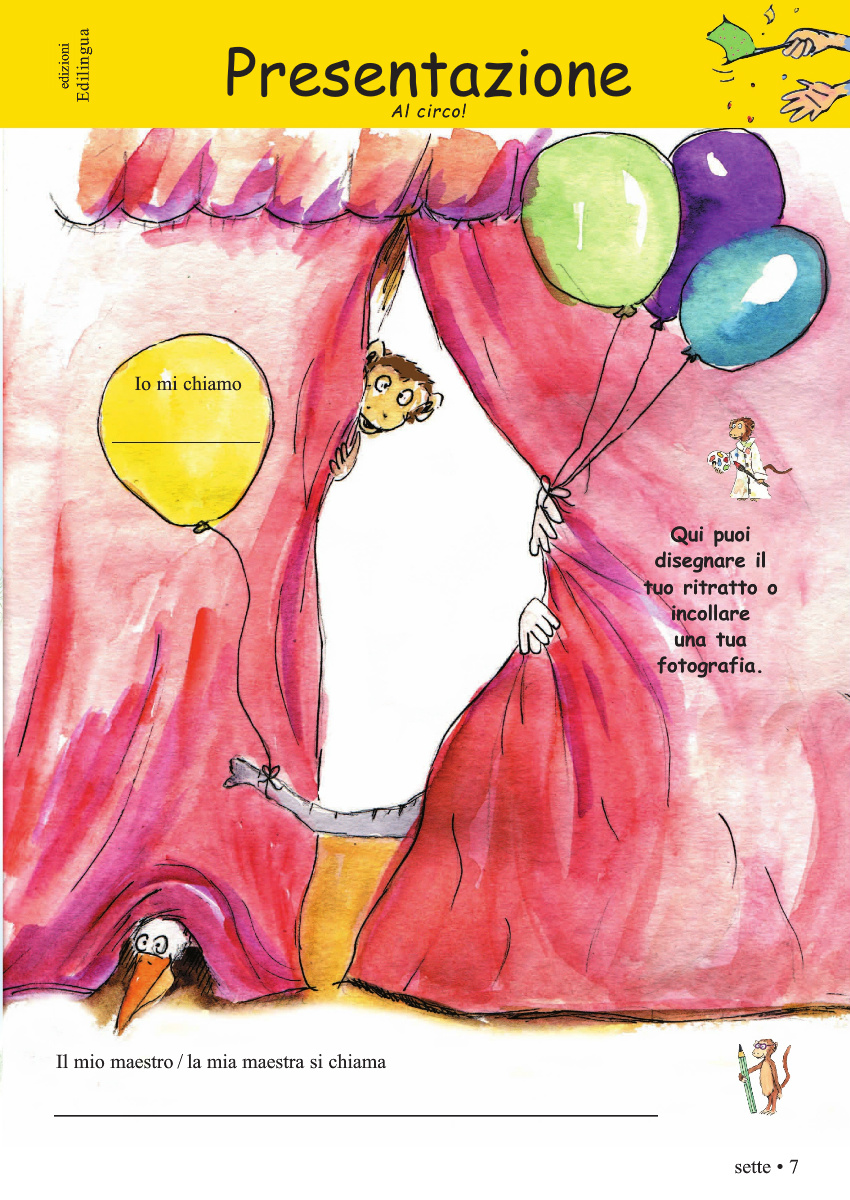 edizioni
Edilingua
Presentazione
Al circo!
Io mi chiamo
Qui puoi
disegnare il
tuo ritratto o
incollare
una tua
fotografia.
Il mio maestro / la mia maestra si chiama
sette • 7